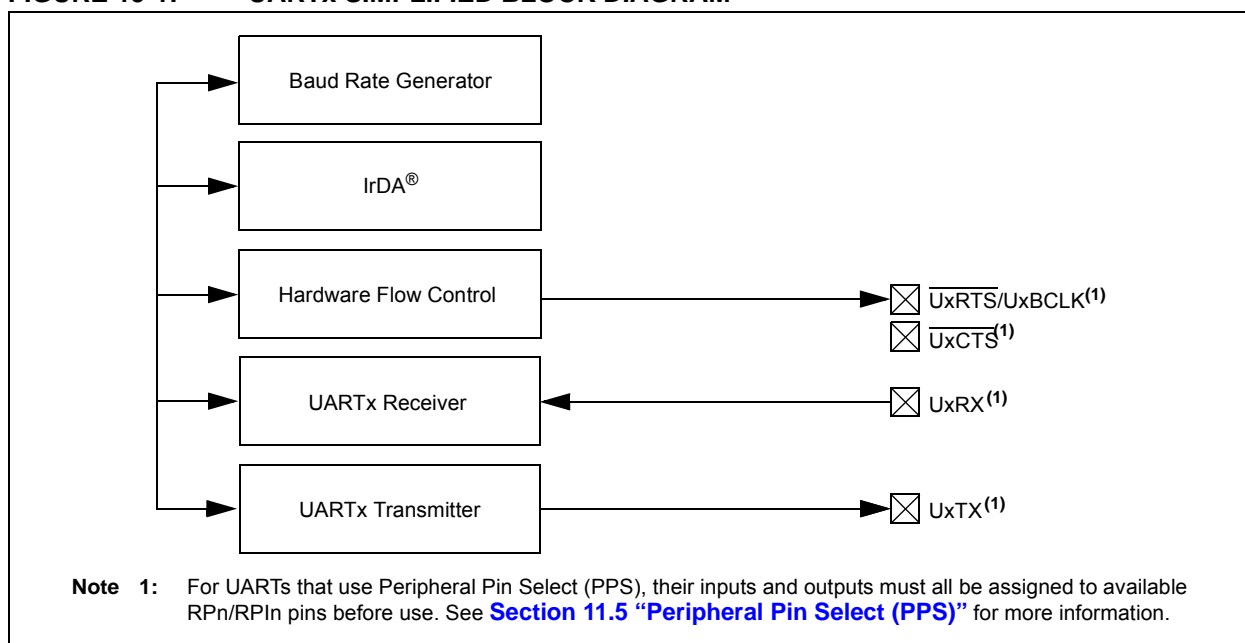 Baud Rate Generator
IrDA®
Hardware Flow Control
UxRTS/UxBCLK(1)
UxCTS(1)
UARTx Receiver
UxRX(1)
UARTx Transmitter
UxTX(1)
Note 1: For UARTs that use Peripheral Pin Select (PPS), their inputs and outputs must all be assigned to available
RPn/RPIn pins before use. See Section 11.5 “Peripheral Pin Select (PPS)” for more information.